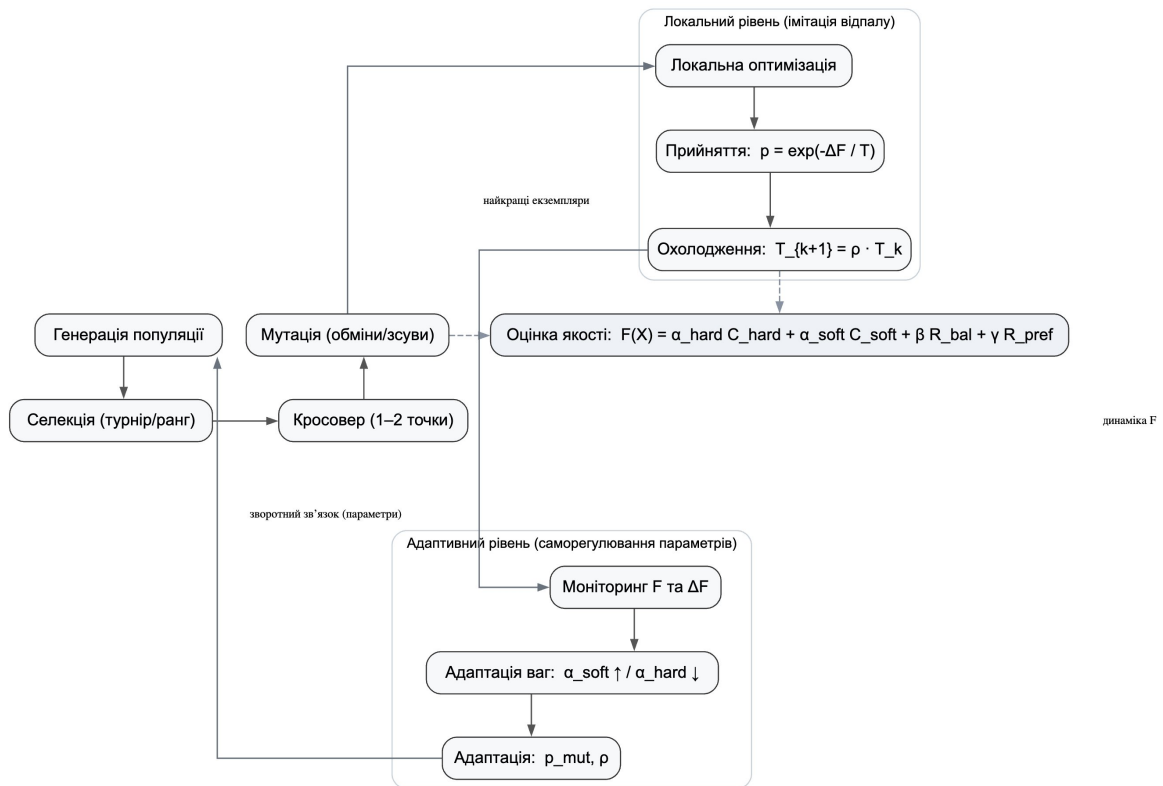 Локальний рівень (імітація відпалу)
Локальна оптимізація
Прийняття: p = exp(-ΔF / T)
найкращі екземпляри
Охолодження: T_{k+1} = ρ · T_k
Генерація популяції
Мутація (обміни/зсуви)
Оцінка якості: F(X) = α_hard C_hard + α_soft C_soft + β R_bal + γ R_pref
Селекція (турнір/ранг)
Кросовер (1–2 точки)
динаміка F
зворотний зв’язок (параметри)
Адаптивний рівень (саморегулювання параметрів)
Моніторинг F та ΔF
Адаптація ваг: α_soft ↑ / α_hard ↓
Адаптація: p_mut, ρ